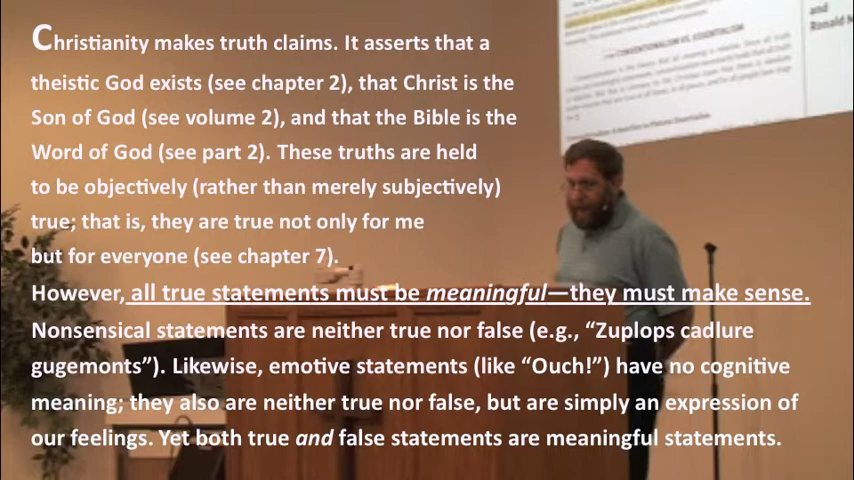 Christianity makes truth claims. It asserts that a
theistic God exists (see chapter 2), that Christ is the
Son of God (see volume 2), and that the Bible is the
Word of God (see part 2). These truths are held
to be objectively (rather than merely subjectively)
true; that is, they are true not only for me
but for everyone (see chapter 7).
However, all true statements must be meaningful—they must make sense.
Nonsensical statements are neither true nor false (e.g., “Zuplops cadlure
gugemonts”). Likewise, emotive statements (like “Ouch!”) have no cognitive
meaning; they also are neither true nor false, but are simply an expression of
our feelings. Yet both true and false statements are meaningful statements.
and
Ronald
CONVENTIONALISM VS. ESSENTIALISM